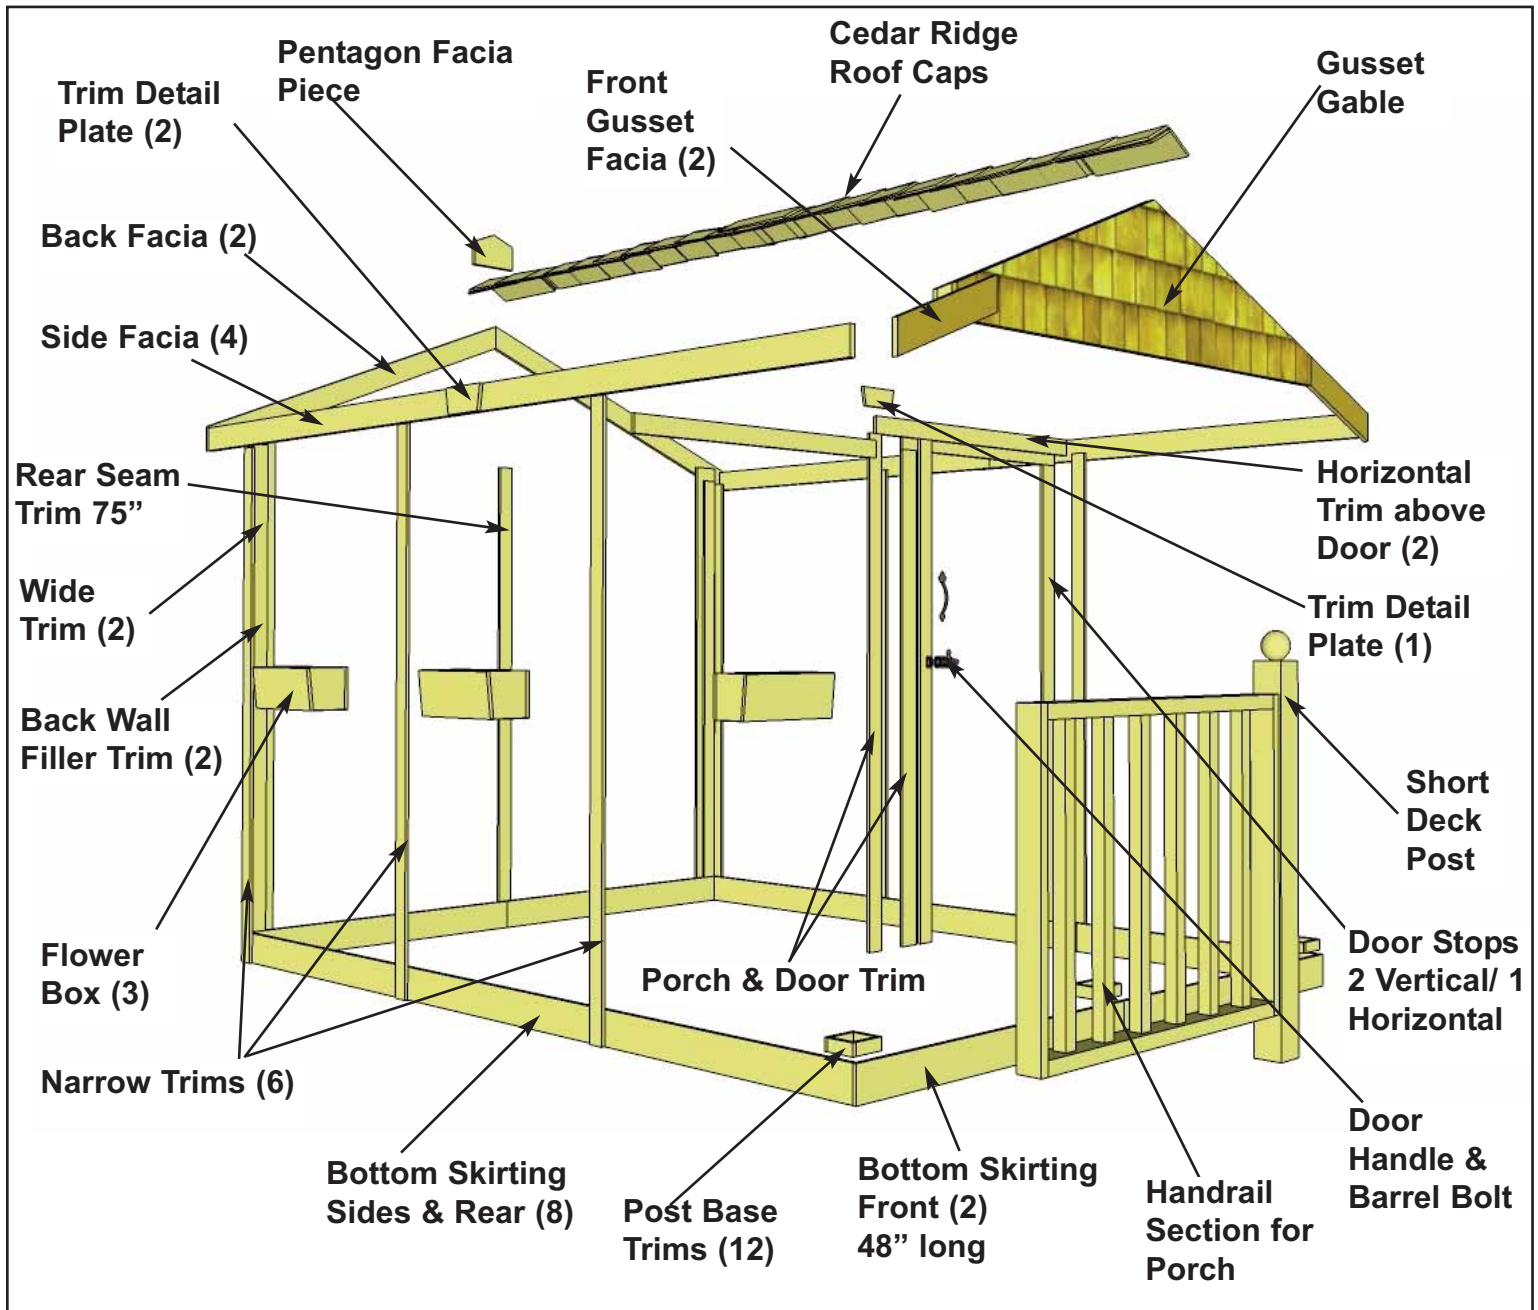 Cedar Ridge
Roof Caps
Pentagon Facia
Piece
Gusset
Gable
Front
Gusset
Facia (2)
Trim Detail
Plate (2)
Back Facia (2)
Side Facia (4)
Rear Seam
Trim 75”
Horizontal
Trim above
Door (2)
Wide
Trim (2)
Trim Detail
Plate (1)
Back Wall
Filler Trim (2)
Short
Deck
Post
Flower
Box (3)
Porch & Door Trim
Door Stops
2 Vertical/ 1
Horizontal
Narrow Trims (6)
Door
Handle &
Barrel Bolt
Bottom Skirting
Sides & Rear (8)
Post Base
Trims (12)
Bottom Skirting
Front (2)
48” long
Handrail
Section for
Porch